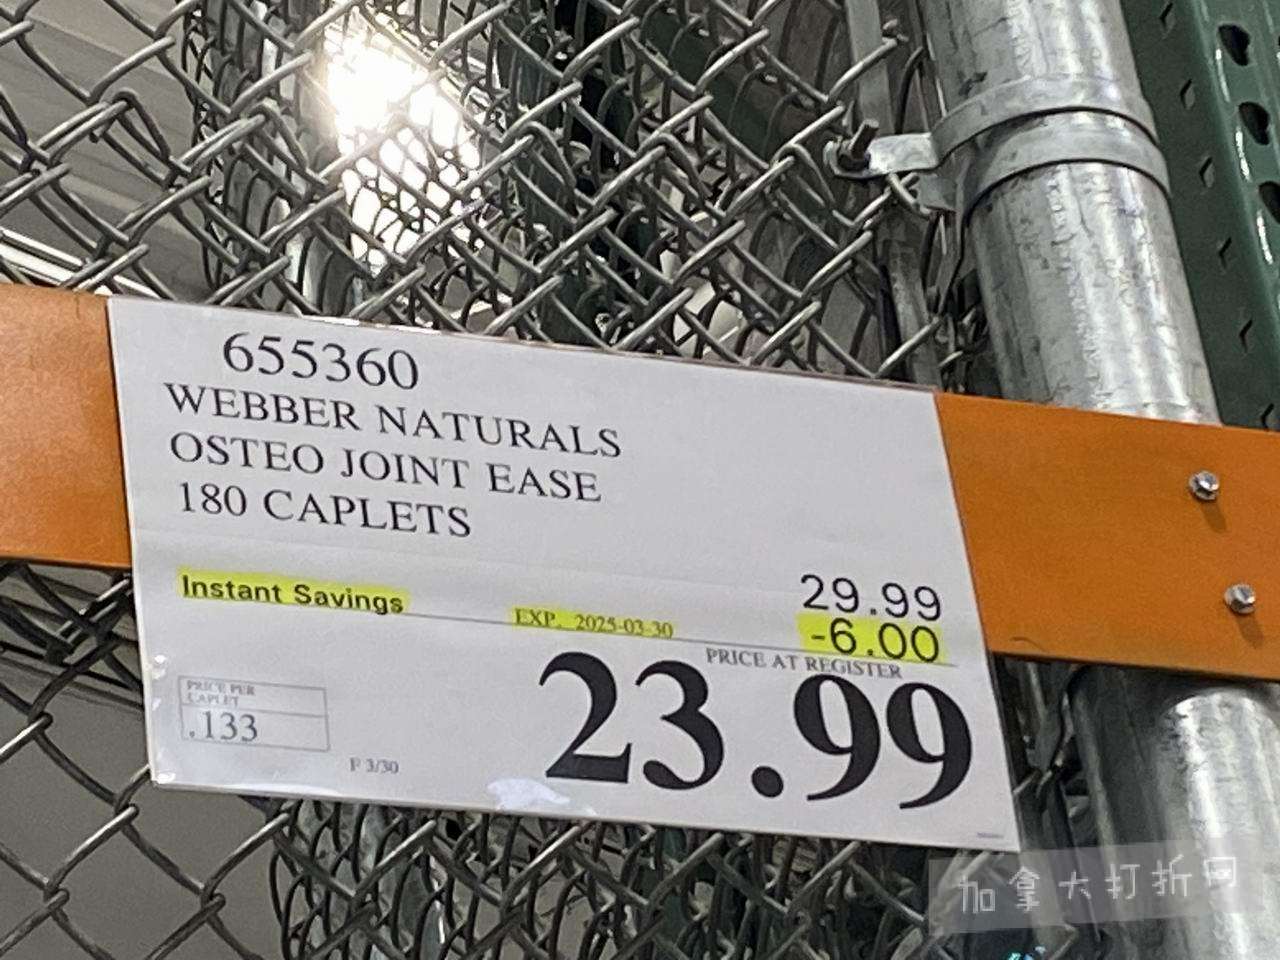 655360
WEBBER NATURALS
OSTEO JOINT EASE
180 CAPLETS
29.99
Instant Savings EXP. 2025-03-30 -6.00
PRICE AT REGISTER
23.99
PRICE PER
CAPLET
.133
F 3/30
加拿大打折网